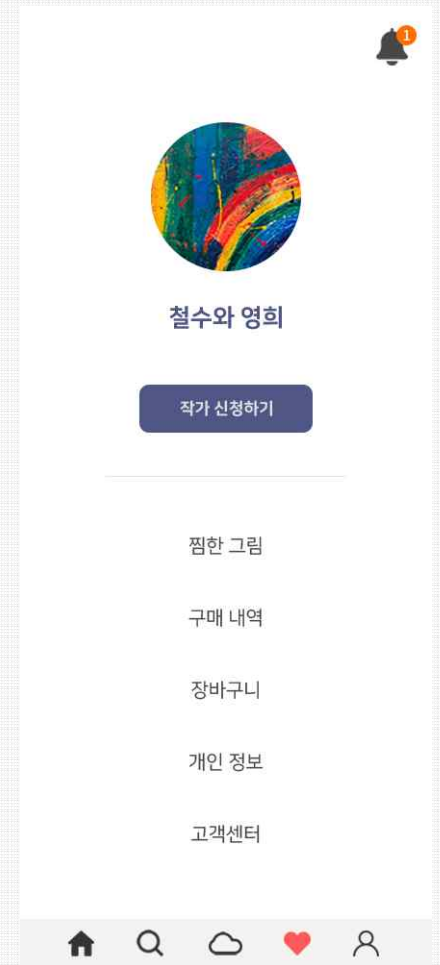 1
철수와 영희
작가 신청하기
찜한 그림
구매 내역
장바구니
개인 정보
고객센터